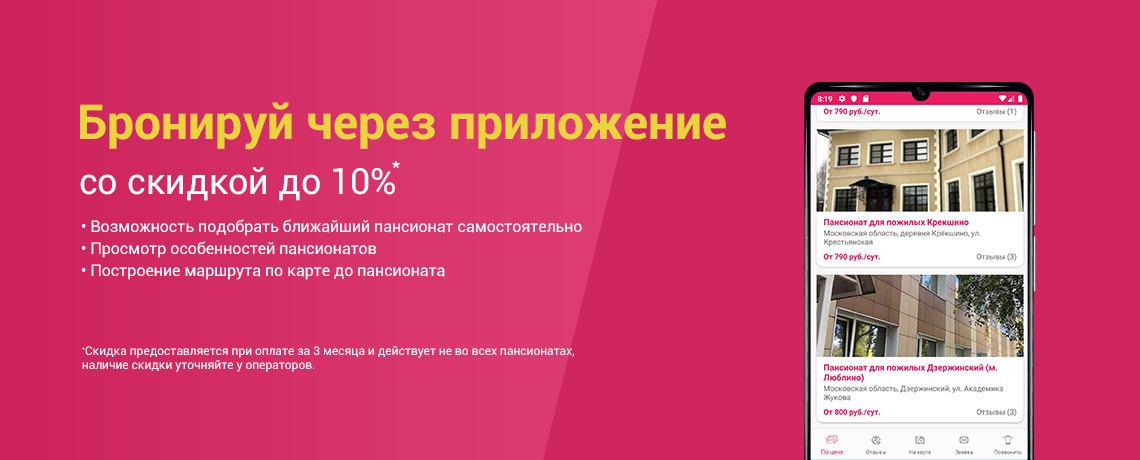 Бронируй через приложение
со скидкой до 10%*
• Возможность подобрать ближайший пансионат самостоятельно
• Просмотр особенностей пансионатов
• Построение маршрута по карте до пансионата
*Скидка предоставляется при оплате за 3 месяца и действует не во всех пансионатах,
наличие скидки уточняйте у операторов.
8:19
От 790 руб./сут. Отзывы (1)
Пансионат для пожилых Крекшино
Московская область, деревня Крёкшино, ул.
Крестьянская
От 790 руб./сут. Отзывы (3)
Пансионат для пожилых Дзержинский (м.
Люблино)
Московская область, Дзержинский, ул. Академика
Жукова
От 800 руб./сут. Отзывы (3)
По цене Отзывы На карте Заявка Позвонить